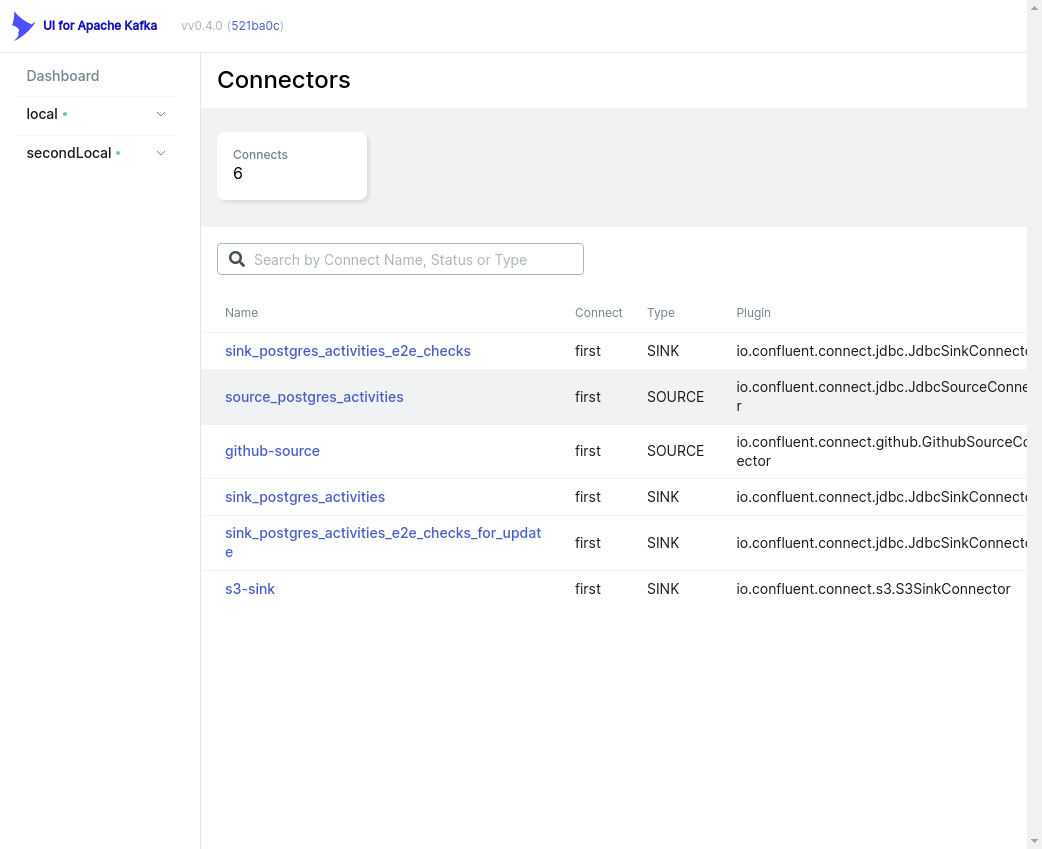 UI for Apache Kafka vv0.4.0 (521ba0c)
Dashboard
local
secondLocal
Connectors
Connects
6
Search by Connect Name, Status or Type
Name Connect Type Plugin
sink_postgres_activities_e2e_checks first SINK io.confluent.connect.jdbc.JdbcSinkConnecto
source_postgres_activities first SOURCE io.confluent.connect.jdbc.JdbcSourceConne
r
github-source first SOURCE io.confluent.connect.github.GithubSourceCo
ector
sink_postgres_activities first SINK io.confluent.connect.jdbc.JdbcSinkConnecto
sink_postgres_activities_e2e_checks_for_updat
e first SINK io.confluent.connect.jdbc.JdbcSinkConnecto
s3-sink first SINK io.confluent.connect.s3.S3SinkConnector